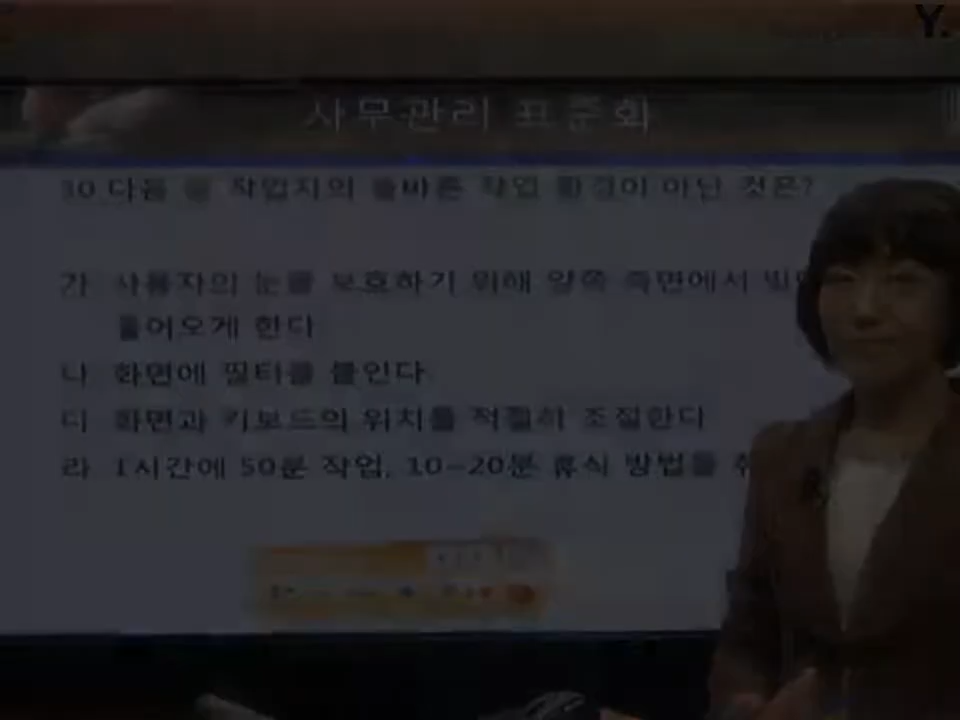 사무관리 표준화
30. 다음 중 작업자의 올바른 작업 환경이 아닌 것은?
가 사용자의 눈을 보호하기 위해 양쪽 측면에서 빛
들어오게 한다
나 화면에 필터를 붙인다.
다 화면과 키보드의 위치를 적절히 조절한다
라 1시간에 50분 작업, 10-20분 휴식 방법을
Y.